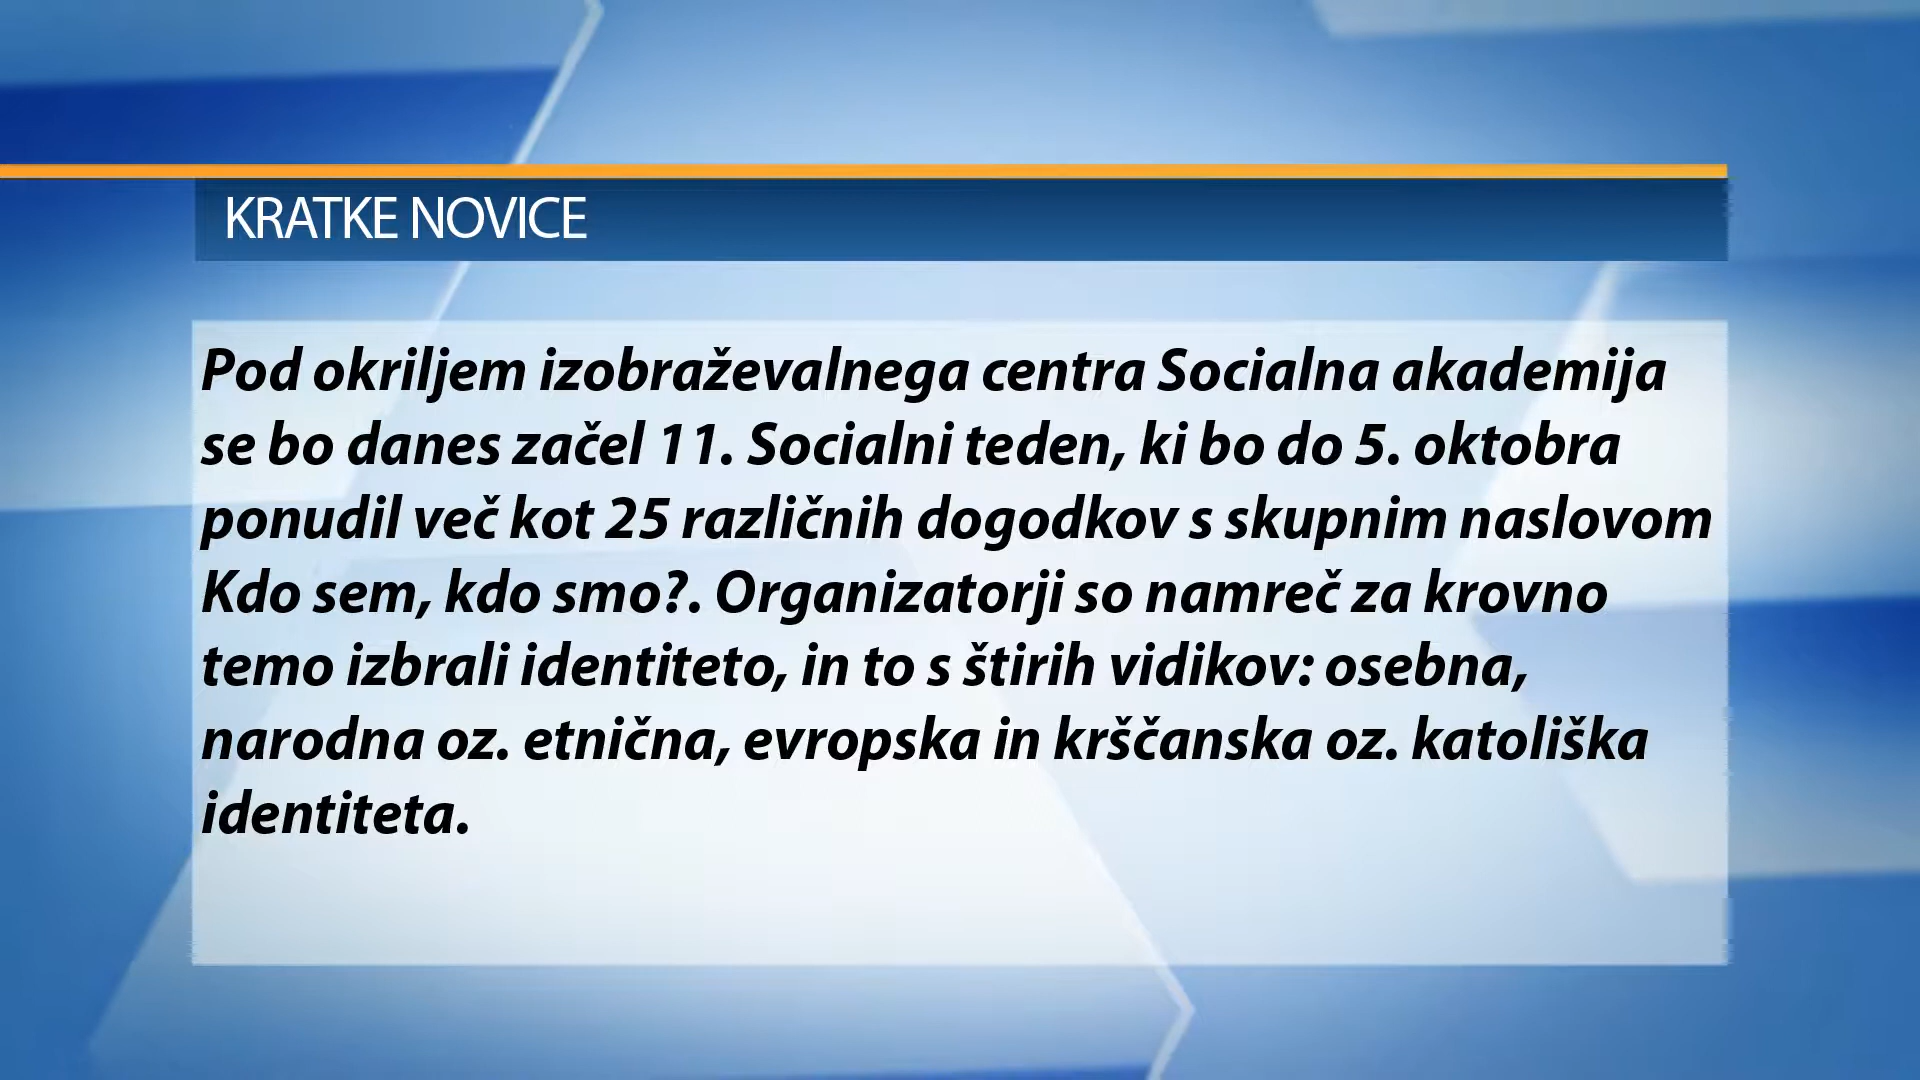 KRATKE NOVICE
Pod okriljem izobraževalnega centra Socialna akademija
se bo danes začel 11. Socialni teden, ki bo do 5. oktobra
ponudil več kot 25 različnih dogodkov s skupnim naslovom
Kdo sem, kdo smo?. Organizatorji so namreč za krovno
temo izbrali identiteto, in to s štirih vidikov: osebna,
narodna oz. etnična, evropska in krščanska oz. katoliška
identiteta.